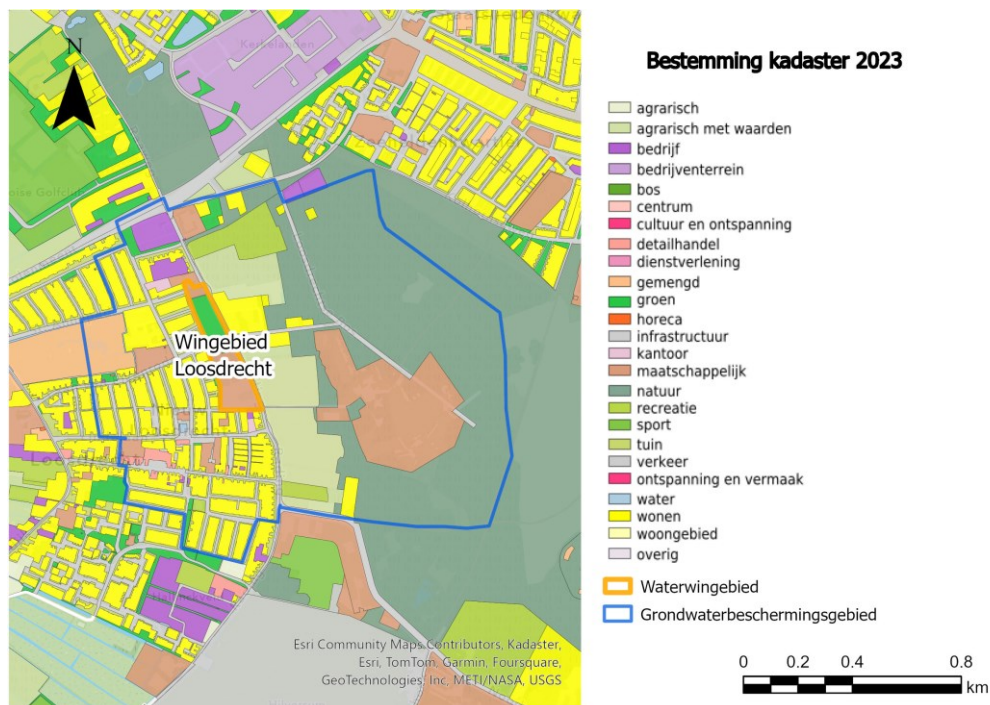 N
Kerkelanden
Bestemming kadaster 2023
agrarisch
agrarisch met waarden
bedrijf
bedrijventerrein
bos
centrum
cultuur en ontspanning
detailhandel
dienstverlening
gemengd
groen
horeca
infrastructuur
kantoor
maatschappelijk
natuur
recreatie
sport
tuin
verkeer
ontspanning en vermaak
water
wonen
woongebied
overig
Waterwingebied
Grondwaterbeschermingsgebied
Wingebied
Loosdrecht
Esri Community Maps Contributors, Kadaster,
Esri, TomTom, Garmin, Foursquare,
GeoTechnologies, Inc, METI/NASA, USGS
0 0.2 0.4 0.8
km